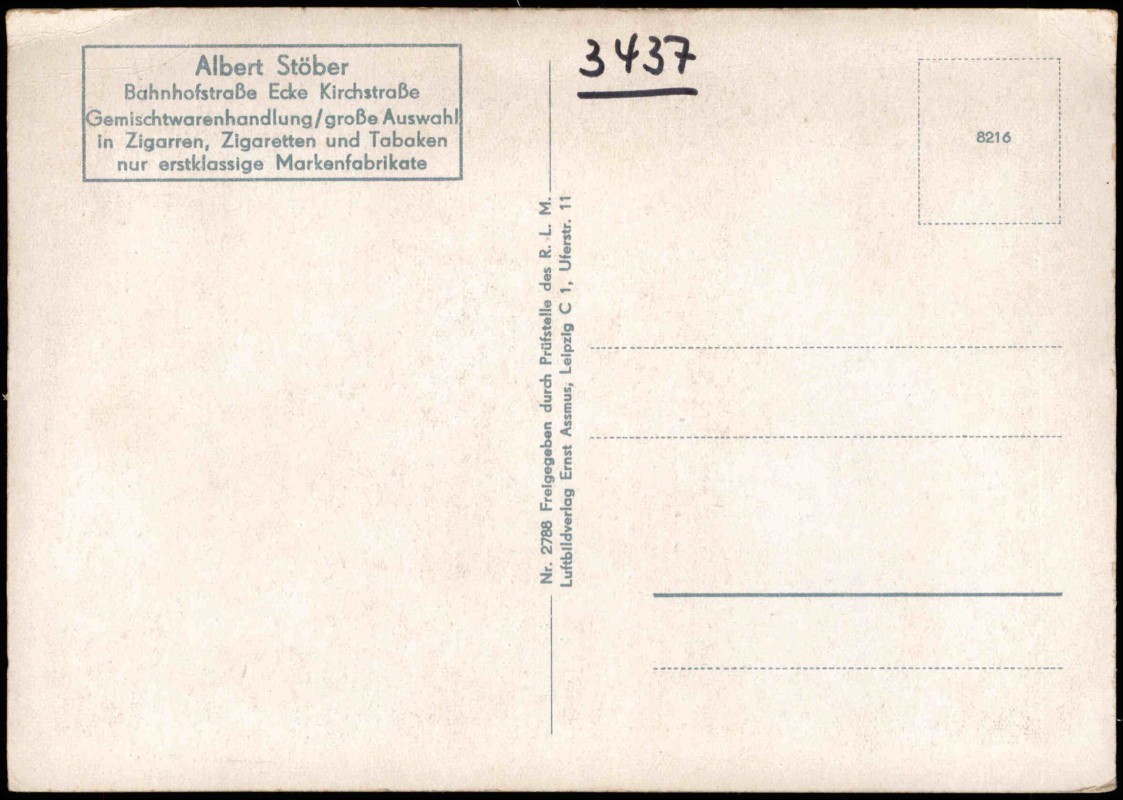 Albert Stöber
Bahnhofstraße Ecke Kirchstraße
Gemischtwarenhandlung/große Auswahl
in Zigarren, Zigaretten und Tabaken
nur erstklassige Markenfabrikate
Nr. 2788 Freigegeben durch Prüfstelle des R. L. M.
Luftbildverlag Ernst Assmus, Leipzig C 1, Uferstr. 11
3437
8216